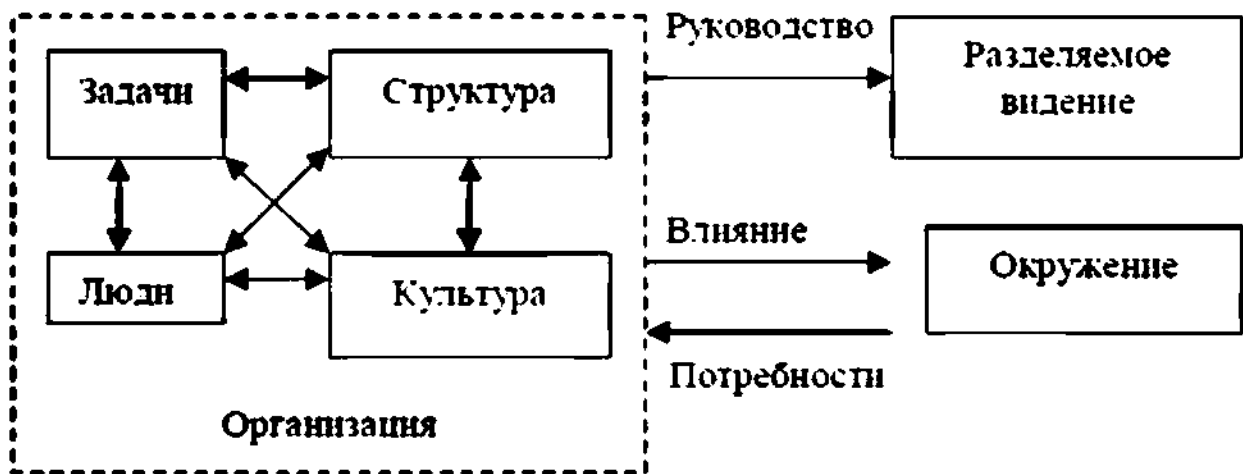 Руководство
Задачи
Структура
Разделяемое
видение
Влияние
Люди
Культура
Окружение
Потребности
Организация